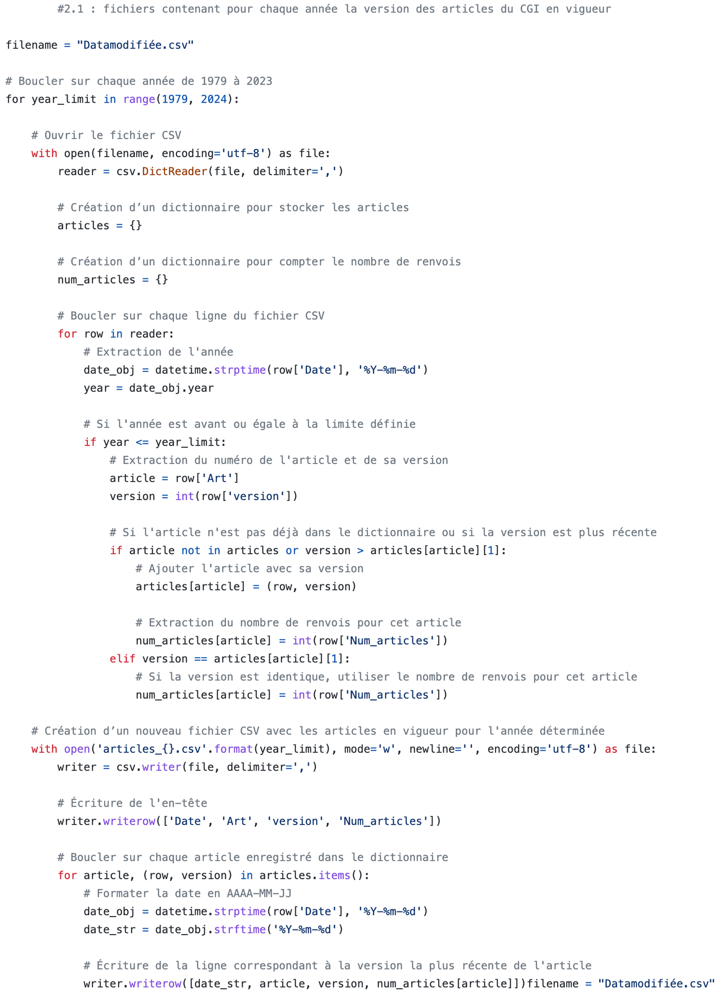 #2.1 : fichiers contenant pour chaque année la version des articles du CGI en vigueur
filename = "Datamodifiée.csv"
# Boucler sur chaque année de 1979 à 2023
for year_limit in range(1979, 2024):
# Ouvrir le fichier CSV
with open(filename, encoding='utf-8') as file:
reader = csv.DictReader(file, delimiter=',')
# Création d’un dictionnaire pour stocker les articles
articles = {}
# Création d’un dictionnaire pour compter le nombre de renvois
num_articles = {}
# Boucler sur chaque ligne du fichier CSV
for row in reader:
# Extraction de l'année
date_obj = datetime.strptime(row['Date'], '%Y-%m-%d')
year = date_obj.year
# Si l'année est avant ou égale à la limite définie
if year <= year_limit:
# Extraction du numéro de l'article et de sa version
article = row['Art']
version = int(row['version'])
# Si l'article n'est pas déjà dans le dictionnaire ou si la version est plus récente
if article not in articles or version > articles[article][1]:
# Ajouter l'article avec sa version
articles[article] = (row, version)
# Extraction du nombre de renvois pour cet article
num_articles[article] = int(row['Num_articles'])
elif version == articles[article][1]:
# Si la version est identique, utiliser le nombre de renvois pour cet article
num_articles[article] = int(row['Num_articles'])
# Création d’un nouveau fichier CSV avec les articles en vigueur pour l'année déterminée
with open('articles_{}.csv'.format(year_limit), mode='w', newline='', encoding='utf-8') as file:
writer = csv.writer(file, delimiter=',')
# Écriture de l'en-tête
writer.writerow(['Date', 'Art', 'version', 'Num_articles'])
# Boucler sur chaque article enregistré dans le dictionnaire
for article, (row, version) in articles.items():
# Formater la date en AAAA-MM-JJ
date_obj = datetime.strptime(row['Date'], '%Y-%m-%d')
date_str = date_obj.strftime('%Y-%m-%d')
# Écriture de la ligne correspondant à la version la plus récente de l'article
writer.writerow([date_str, article, version, num_articles[article]])filename = "Datamodifiée.csv"